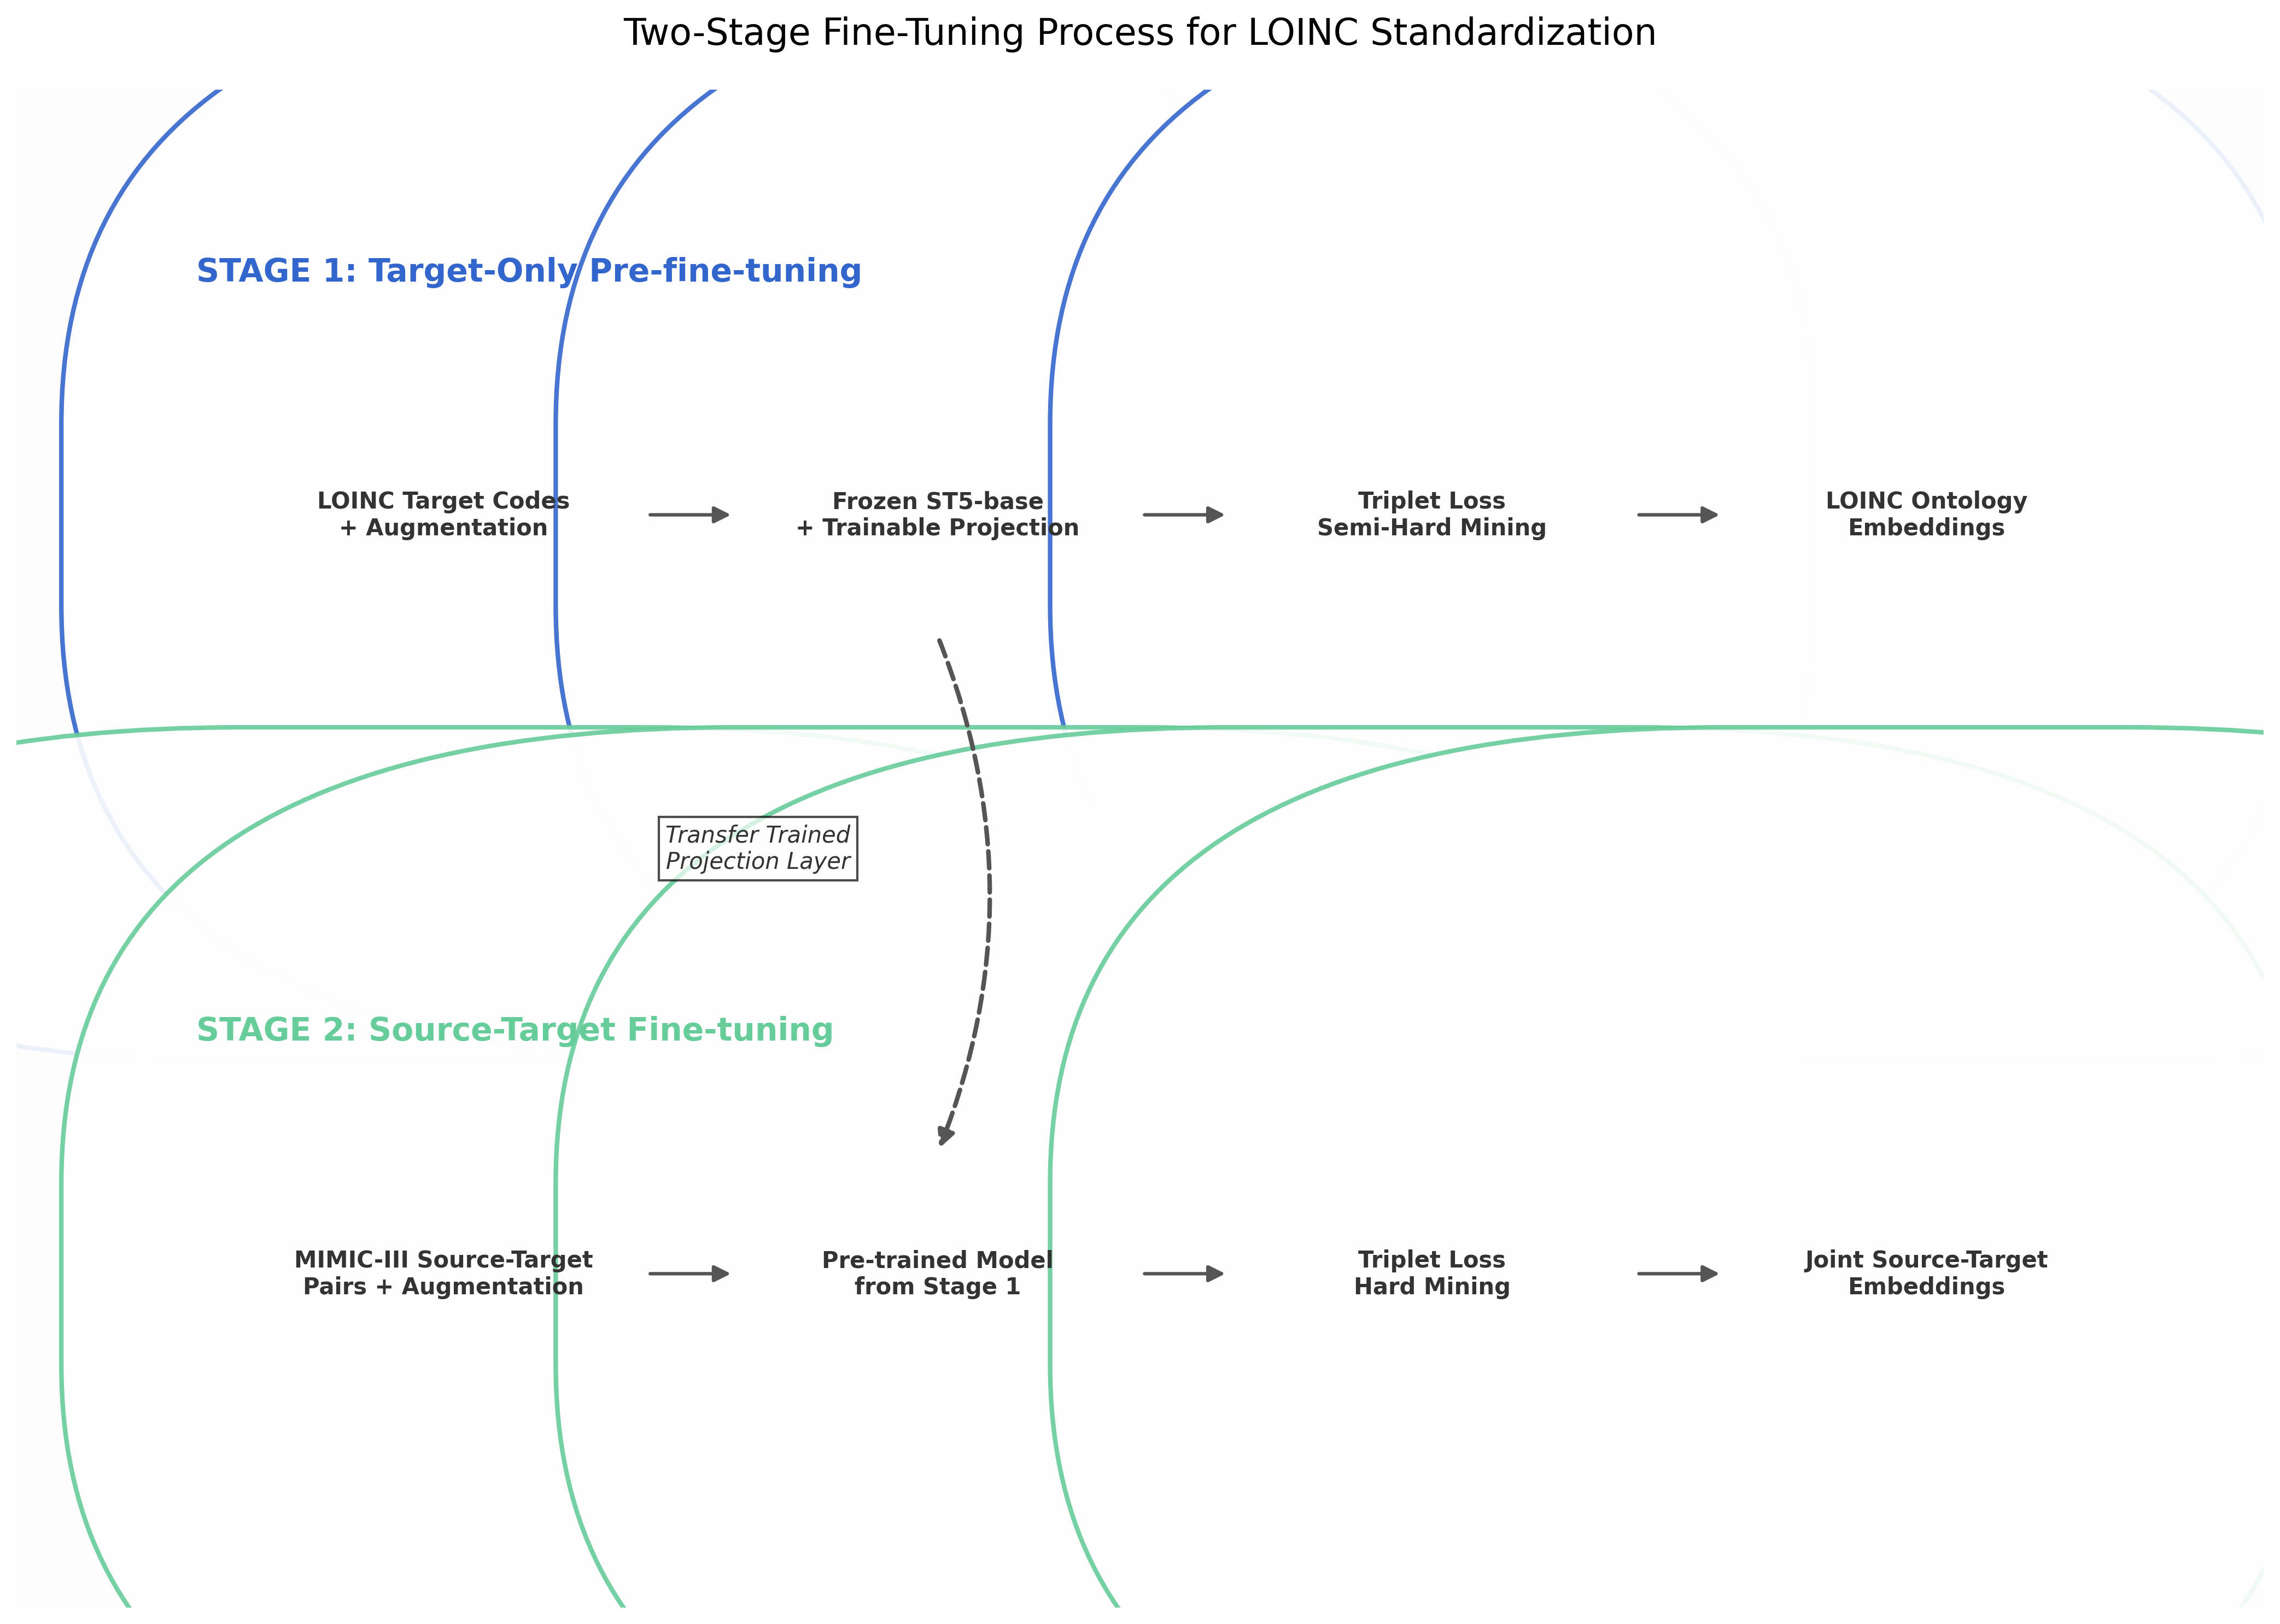 Two-Stage Fine-Tuning Process for LOINC Standardization
STAGE 1: Target-Only Pre-fine-tuning
LOINC Target Codes
+ Augmentation
Frozen ST5-base
+ Trainable Projection
Triplet Loss
Semi-Hard Mining
LOINC Ontology
Embeddings
Transfer Trained
Projection Layer
STAGE 2: Source-Target Fine-tuning
MIMIC-III Source-Target
Pairs + Augmentation
Pre-trained Model
from Stage 1
Triplet Loss
Hard Mining
Joint Source-Target
Embeddings